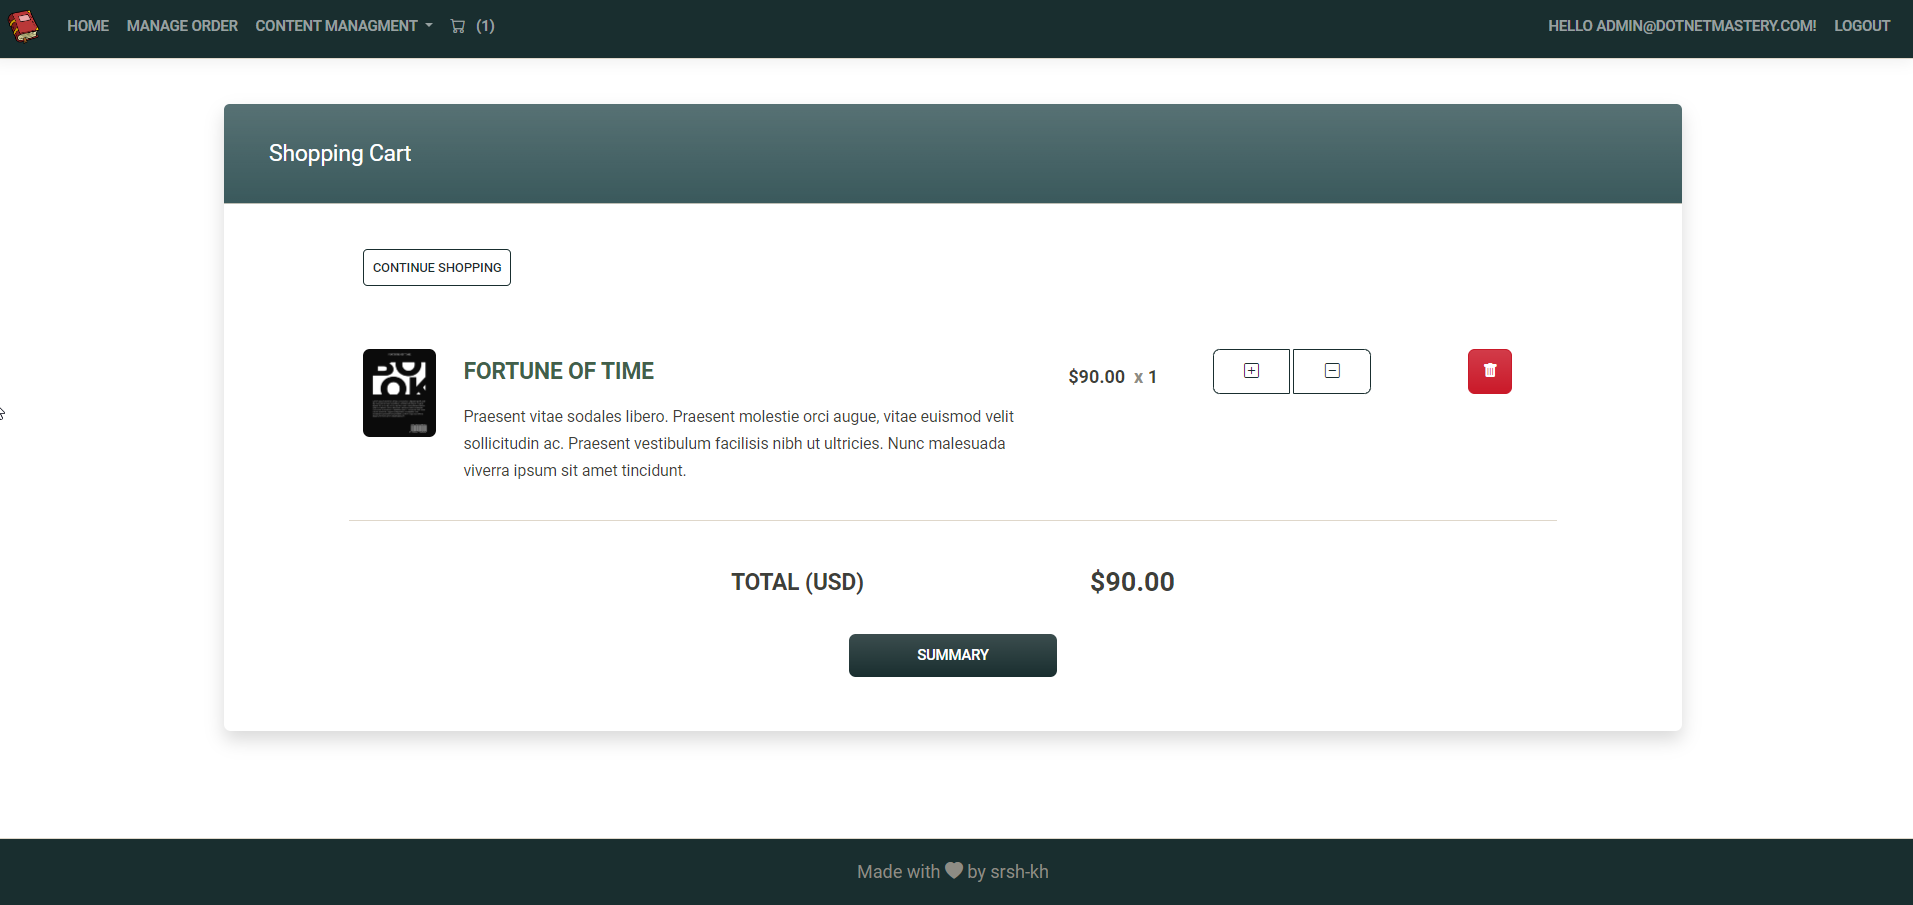 HOME MANAGE ORDER CONTENT MANAGMENT (1) HELLO ADMIN@DOTNETMASTERY.COM! LOGOUT
Shopping Cart
CONTINUE SHOPPING
BO
OK
FORTUNE OF TIME
$90.00 x 1
Praesent vitae sodales libero. Praesent molestie orci augue, vitae euismod velit
sollicitudin ac. Praesent vestibulum facilisis nibh ut ultricies. Nunc malesuada
viverra ipsum sit amet tincidunt.
TOTAL (USD) $90.00
SUMMARY
Made with by srsh-kh